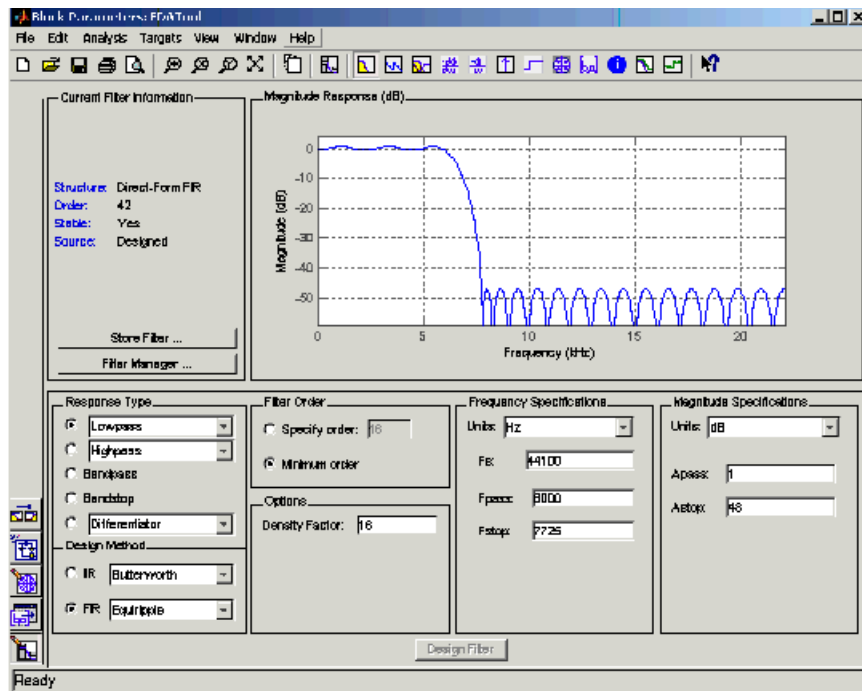 Block Parameters: FDATool
File Edit Analysis Targets View Window Help
Current Filter Information
Structure: Direct-Form FIR
Order: 42
Stable: Yes
Source: Designed
Store Filter ...
Filter Manager ...
Magnitude Response (dB)
Magnitude (dB)
0
-10
-20
-30
-40
-50
0 5 10 15 20
Frequency (kHz)
Response Type
Lowpass
Highpass
Bandpass
Bandstop
Differentiator
Design Method
IIR Butterworth
FIR Equiripple
Filter Order
Specify order: 16
Minimum order
Options
Density Factor: 16
Frequency Specifications
Units: Hz
Fs: 44100
Fpass:
Fstop: 7725
Magnitude Specifications
Units: dB
Apass: 1
Astop: 48
Design Filter
Ready